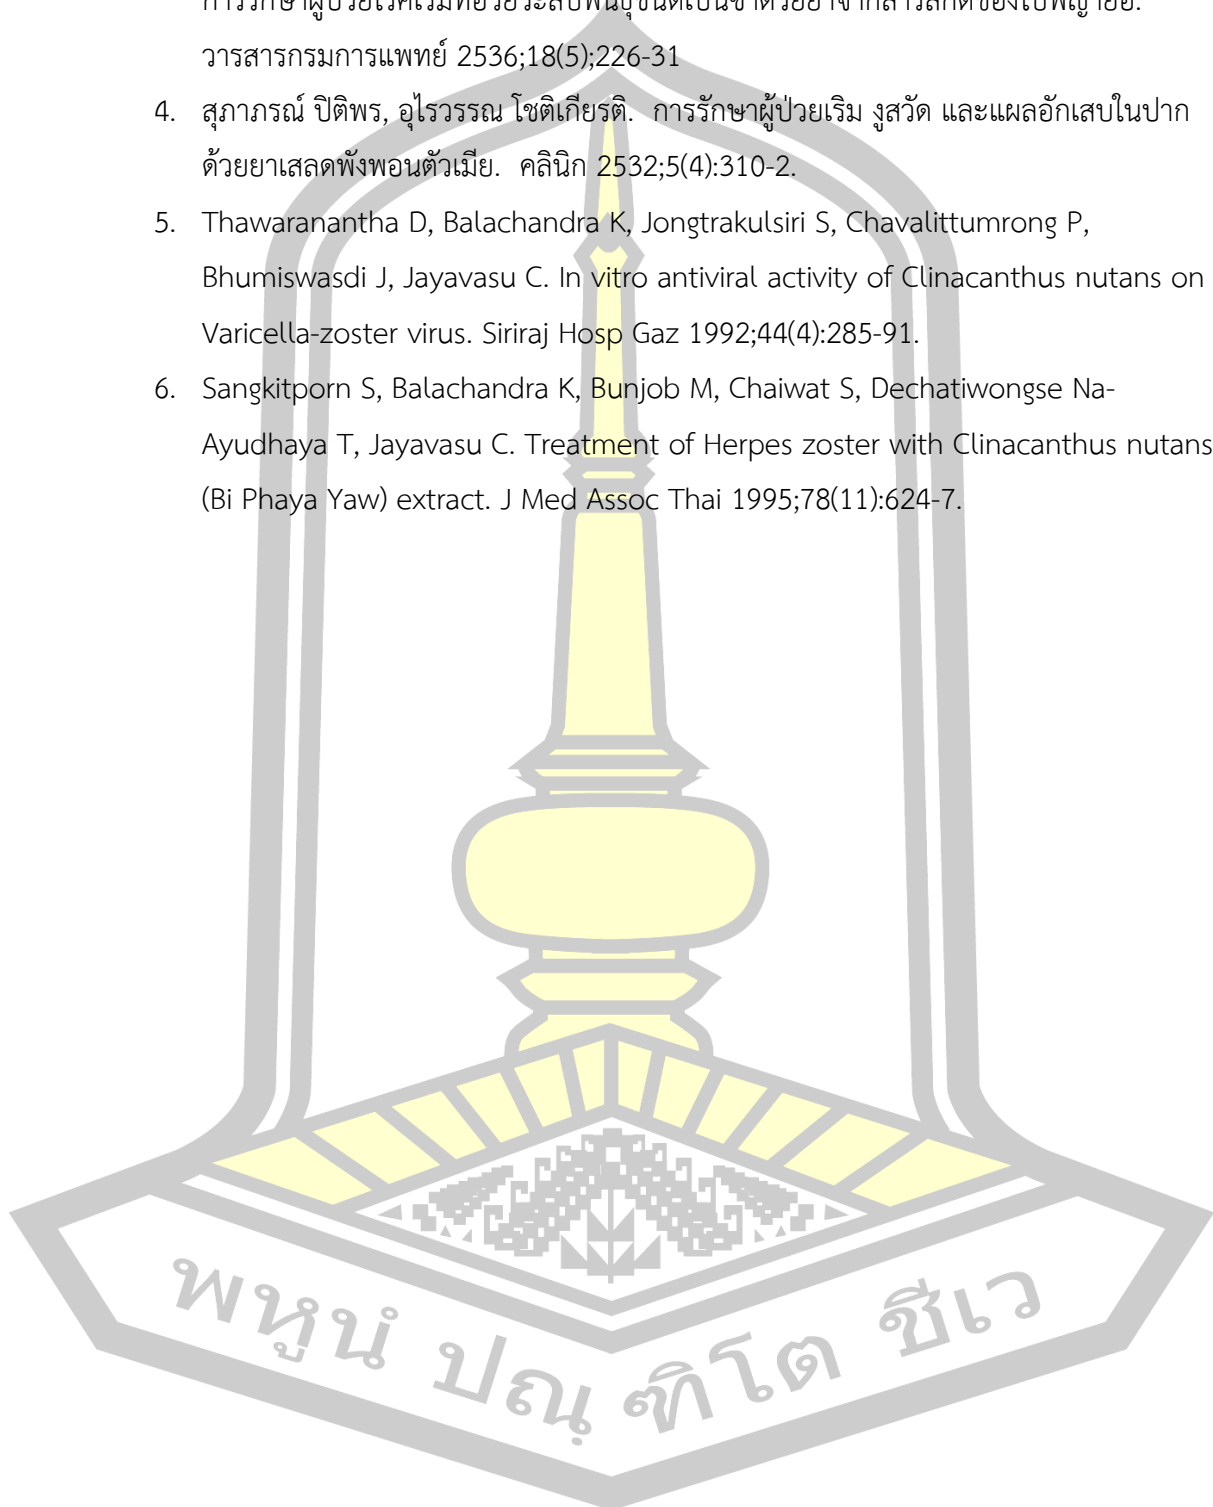 วารสารกรมการแพทย์ 2536;18(5);226-31
4. สุภาภรณ์ ปิติพร, อุไรวรรณ โชติเกียรติ. การรักษาผู้ป่วยเริม งูสวัด และแผลอักเสบในปาก
ด้วยยาเสลดพังพอนตัวเมีย. คลินิก 2532;5(4):310-2.
5. Thawaranantha D, Balachandra K, Jongtrakulsiri S, Chavalittumrong P,
Bhumiswasdi J, Jayavasu C. In vitro antiviral activity of Clinacanthus nutans on
Varicella-zoster virus. Siriraj Hosp Gaz 1992;44(4):285-91.
6. Sangkitporn S, Balachandra K, Bunjob M, Chaiwat S, Dechatiwongse Na-
Ayudhaya T, Jayavasu C. Treatment of Herpes zoster with Clinacanthus nutans
(Bi Phaya Yaw) extract. J Med Assoc Thai 1995;78(11):624-7.
พหูนํ ปณฺฑิโต ชีเว